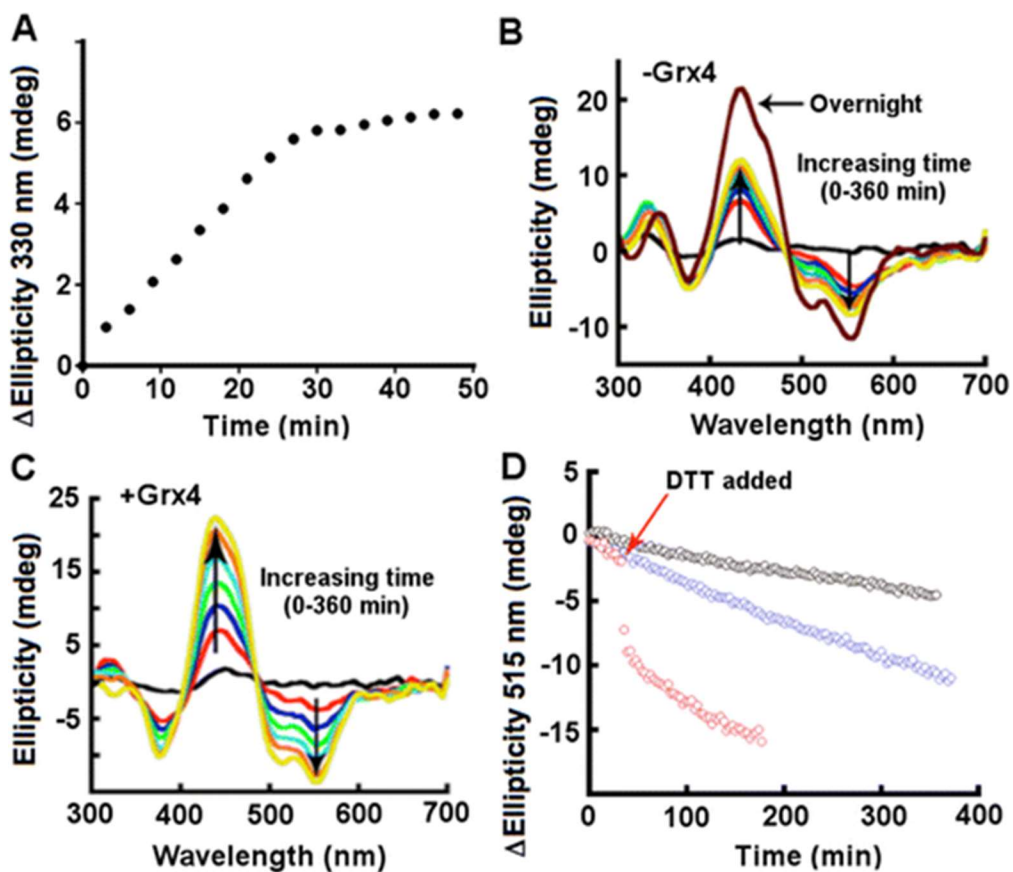 A
ΔEllipticity 330 nm (mdeg)
6
4
2
0
0 10 20 30 40 50
Time (min)
B
-Grx4
Overnight
Increasing time
(0-360 min)
Ellipticity (mdeg)
20
10
0
-10
300 400 500 600 700
Wavelength (nm)
C
+Grx4
Increasing time
(0-360 min)
Ellipticity (mdeg)
25
15
5
-5
300 400 500 600 700
Wavelength (nm)
D
DTT added
ΔEllipticity 515 nm (mdeg)
5
0
-5
-10
-15
0 100 200 300 400
Time (min)